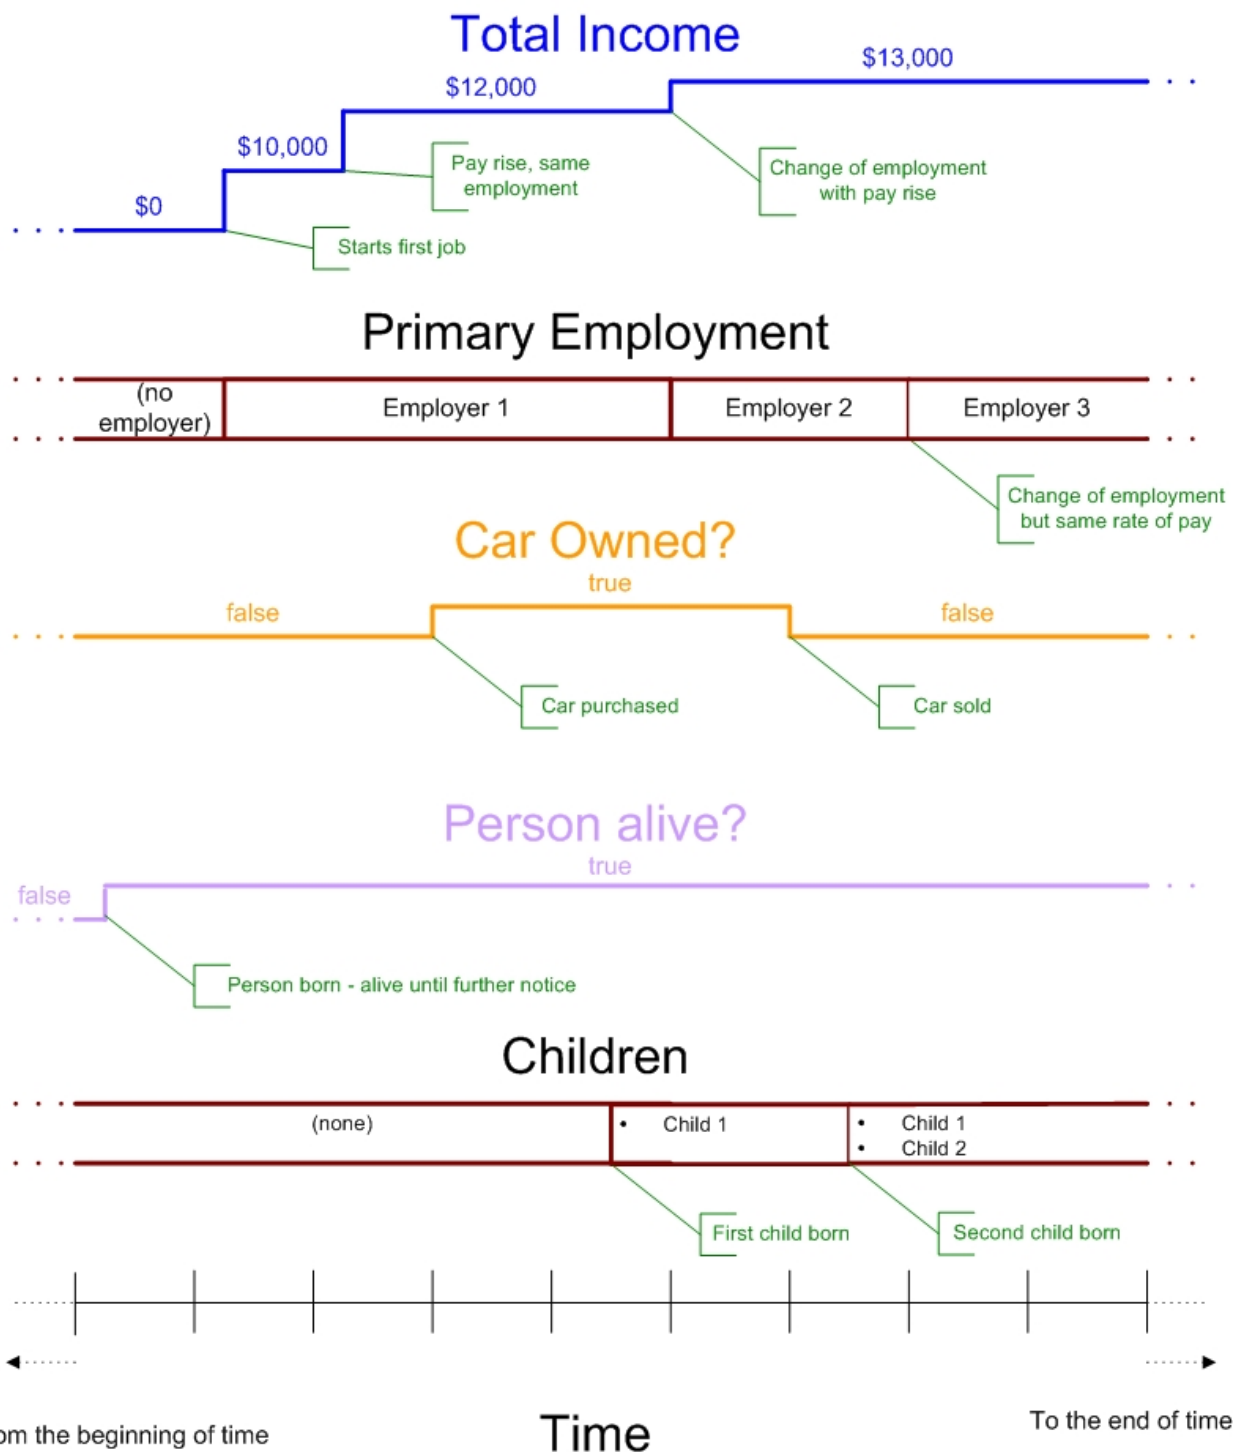 Total Income
$13,000
$12,000
$10,000
Pay rise, same
employment
Change of employment
with pay rise
$0
Starts first job
Primary Employment
(no
employer)
Employer 1
Employer 2
Employer 3
Change of employment
but same rate of pay
Car Owned?
true
false
false
Car purchased
Car sold
Person alive?
true
false
Person born - alive until further notice
Children
(none)
• Child 1
• Child 1
• Child 2
First child born
Second child born
om the beginning of time
Time
To the end of time